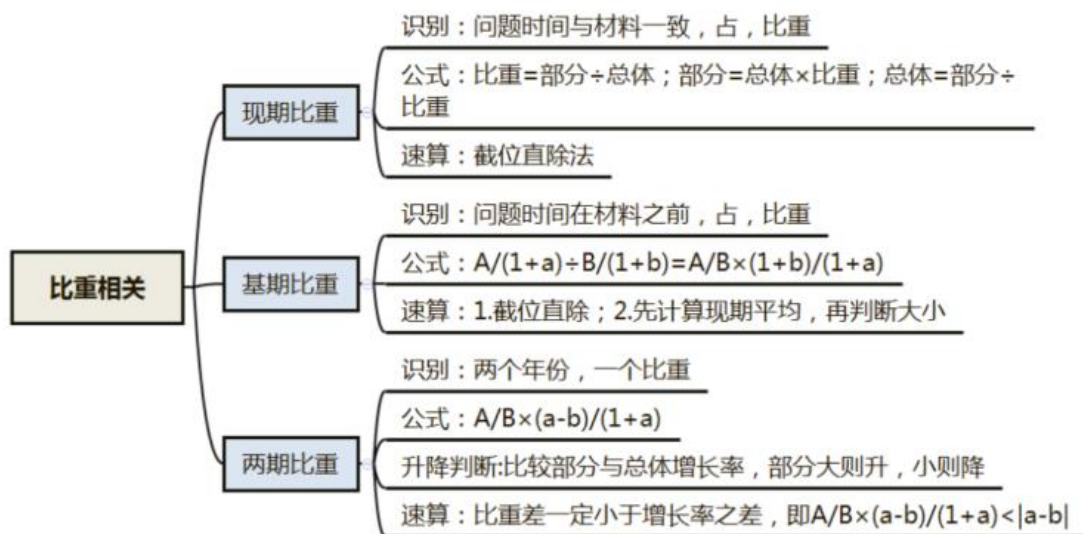 识别：问题时间与材料一致，占，比重
公式：比重=部分÷总体；部分=总体×比重；总体=部分÷
比重
现期比重
速算：截位直除法
识别：问题时间在材料之前，占，比重
比重相关
基期比重
公式：A/(1+a)÷B/(1+b)=A/B×(1+b)/(1+a)
速算：1.截位直除；2.先计算现期平均，再判断大小
识别：两个年份，一个比重
公式：A/B×(a-b)/(1+a)
两期比重
升降判断:比较部分与总体增长率，部分大则升，小则降
速算：比重差一定小于增长率之差，即A/B×(a-b)/(1+a)<|a-b|